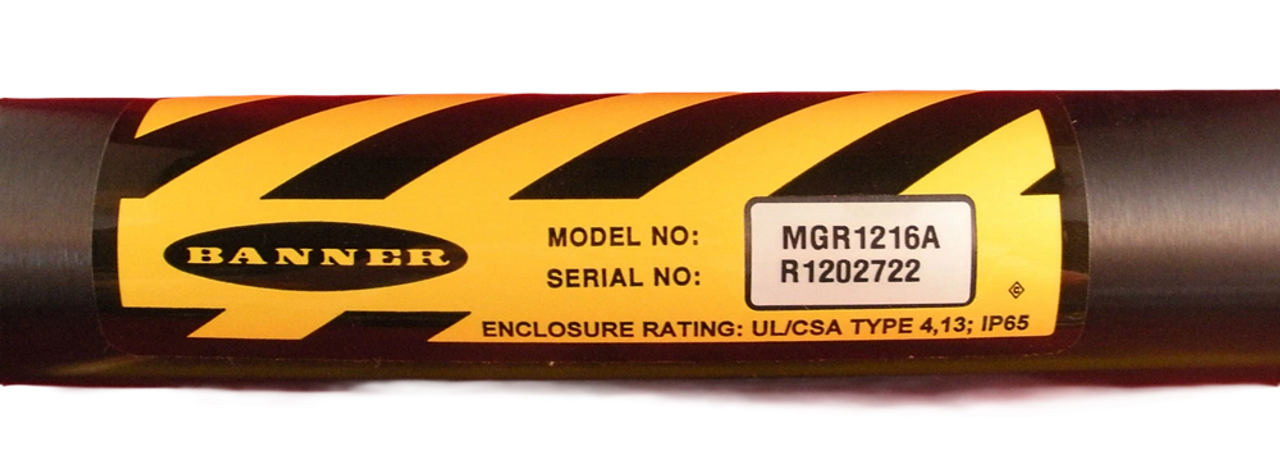 BANNER
MODEL NO: MGR1216A
SERIAL NO: R1202722
ENCLOSURE RATING: UL/CSA TYPE 4,13; IP65